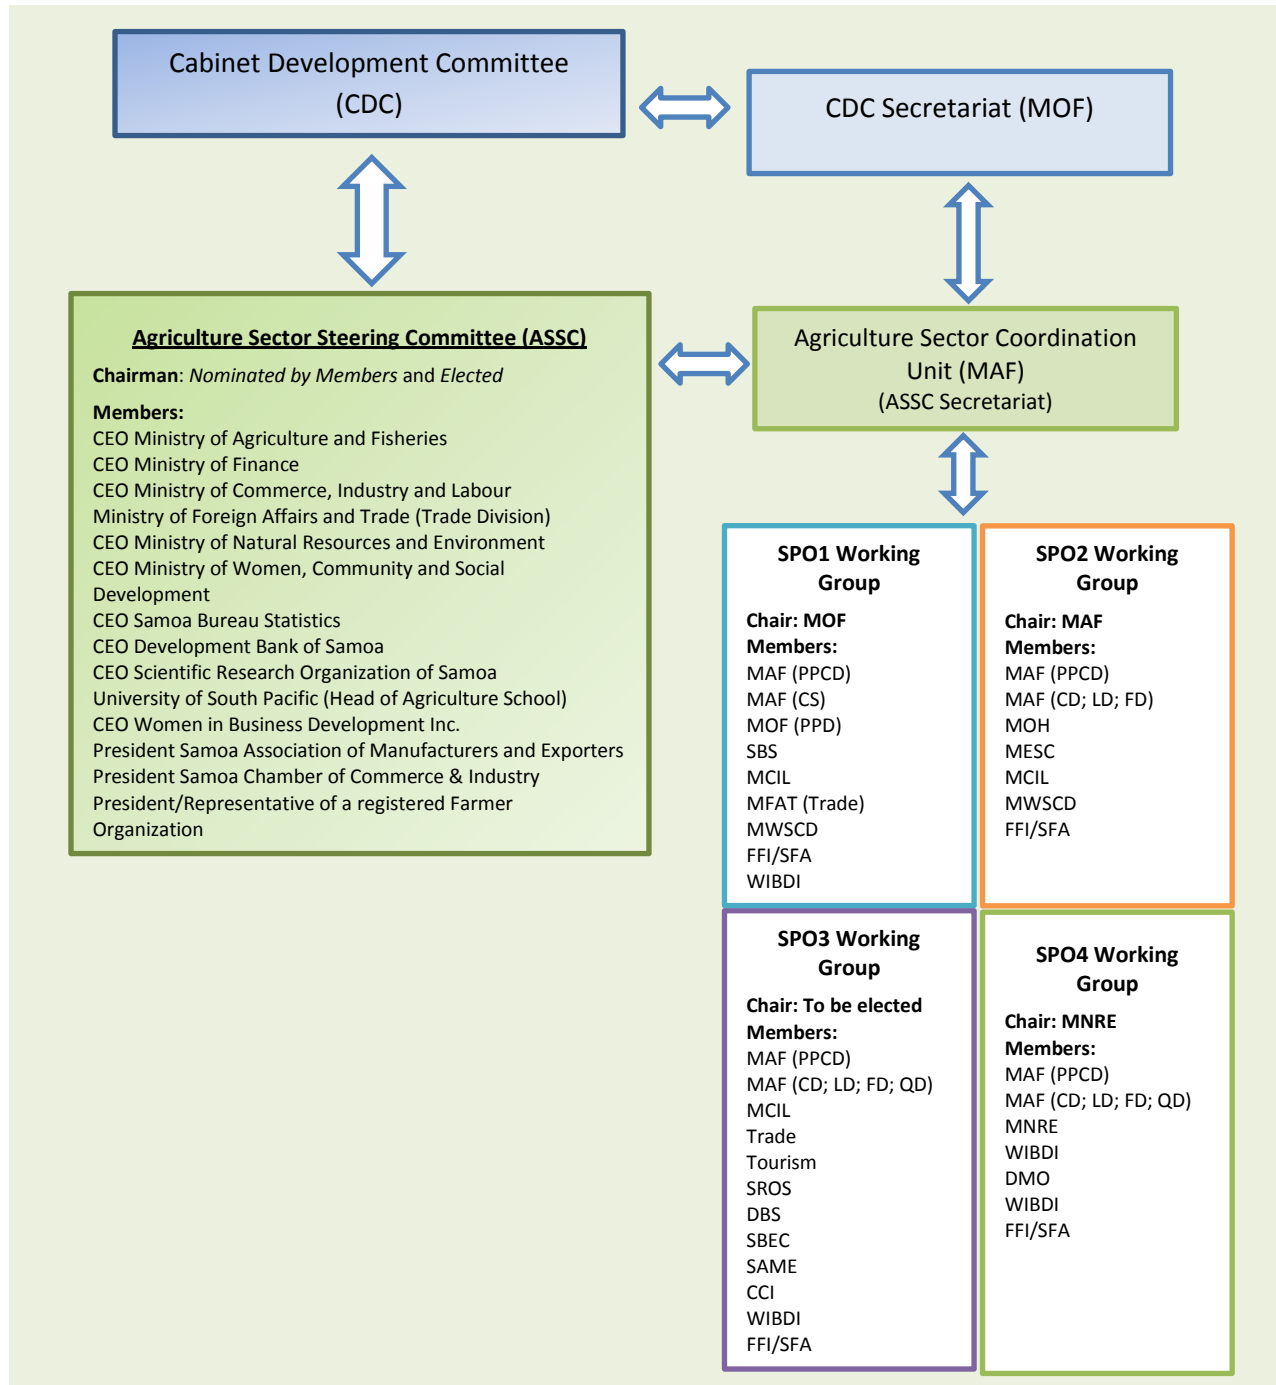 Cabinet Development Committee
(CDC)
CDC Secretariat (MOF)
Agriculture Sector Steering Committee (ASSC)
Chairman: Nominated by Members and Elected
Members:
CEO Ministry of Agriculture and Fisheries
CEO Ministry of Finance
CEO Ministry of Commerce, Industry and Labour
Ministry of Foreign Affairs and Trade (Trade Division)
CEO Ministry of Natural Resources and Environment
CEO Ministry of Women, Community and Social
Development
CEO Samoa Bureau Statistics
CEO Development Bank of Samoa
CEO Scientific Research Organization of Samoa
University of South Pacific (Head of Agriculture School)
CEO Women in Business Development Inc.
President Samoa Association of Manufacturers and Exporters
President Samoa Chamber of Commerce & Industry
President/Representative of a registered Farmer
Organization
Agriculture Sector Coordination
Unit (MAF)
(ASSC Secretariat)
SPO1 Working
Group
Chair: MOF
Members:
MAF (PPCD)
MAF (CS)
MOF (PPD)
SBS
MCIL
MFAT (Trade)
MWSCD
FFI/SFA
WIBDI
SPO2 Working
Group
Chair: MAF
Members:
MAF (PPCD)
MAF (CD; LD; FD)
MOH
MESC
MCIL
MWSCD
FFI/SFA
SPO3 Working
Group
Chair: To be elected
Members:
MAF (PPCD)
MAF (CD; LD; FD; QD)
MCIL
Trade
Tourism
SROS
DBS
SBEC
SAME
CCI
WIBDI
FFI/SFA
SPO4 Working
Group
Chair: MNRE
Members:
MAF (PPCD)
MAF (CD; LD; FD; QD)
MNRE
WIBDI
DMO
WIBDI
FFI/SFA